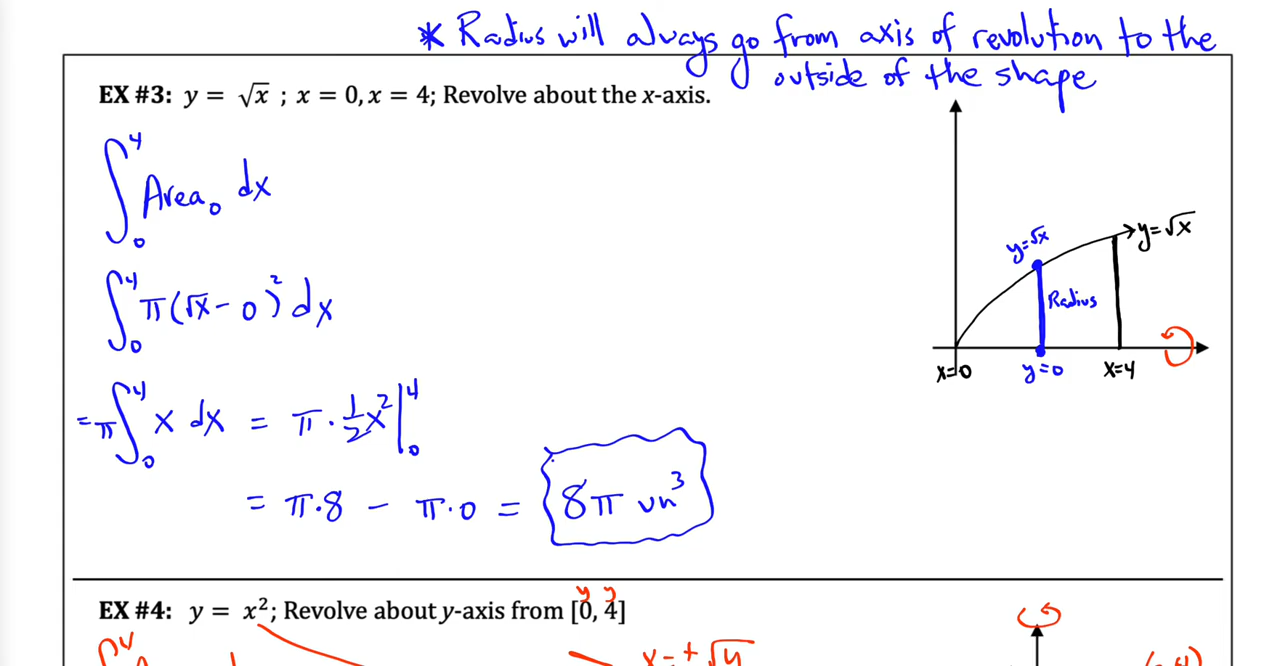 * Radius will always go from axis of revolution to the
outside of the shape
EX #3: y = √x ; x = 0, x = 4; Revolve about the x-axis.
∫₀⁴ Area₀ dx
∫₀⁴ π(√x - 0)² dx
= π ∫₀⁴ x dx = π · ½x² |₀⁴
= π·8 - π·0 = 8π un³
y=√x
y=√x
Radius
x=0
y=0
x=4
EX #4: y = x²; Revolve about y-axis from [0, 4]
y y
x = ± √y